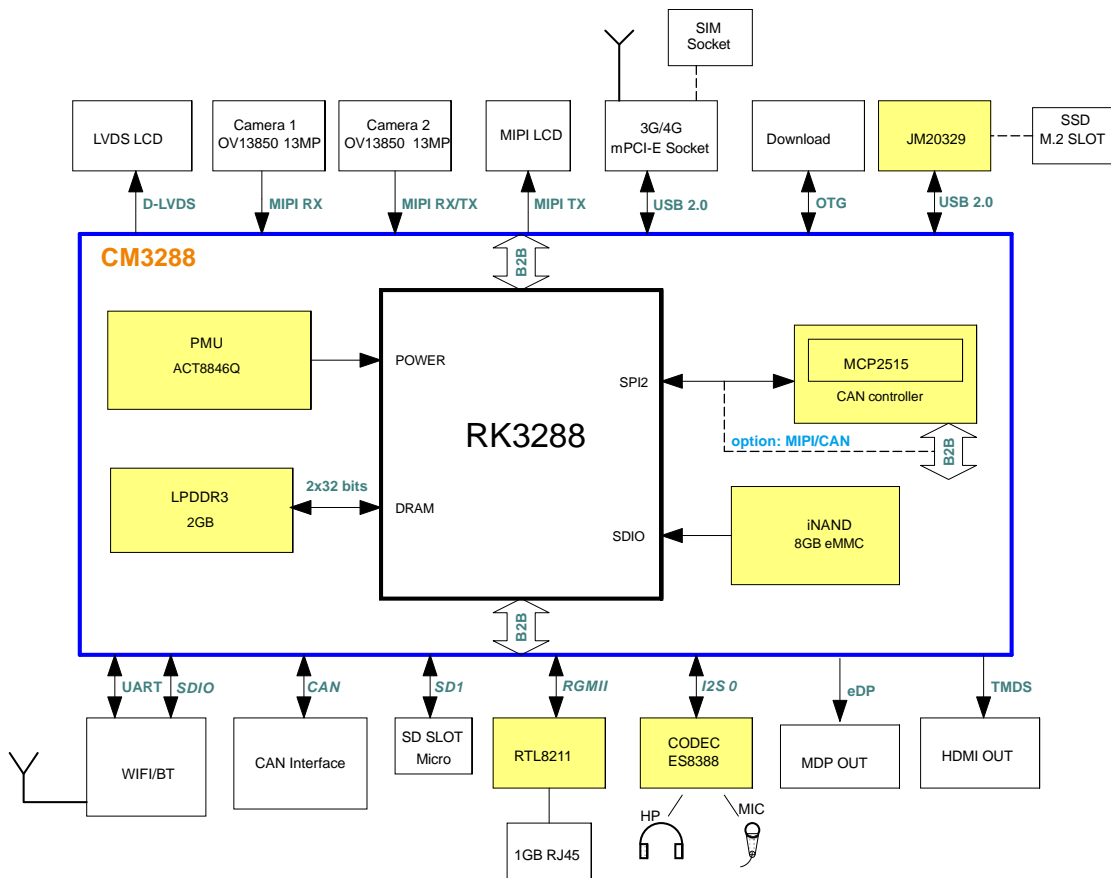 SIM
Socket
LVDS LCD
Camera 1
OV13850 13MP
Camera 2
OV13850 13MP
MIPI LCD
3G/4G
mPCI-E Socket
Download
JM20329
SSD
M.2 SLOT
D-LVDS
MIPI RX
MIPI RX/TX
MIPI TX
USB 2.0
OTG
USB 2.0
CM3288
B2B
PMU
ACT8846Q
POWER
SPI2
MCP2515
CAN controller
RK3288
option: MIPI/CAN
B2B
LPDDR3
2GB
2x32 bits
DRAM
SDIO
iNAND
8GB eMMC
B2B
UART
SDIO
CAN
SD1
RGMII
I2S 0
eDP
TMDS
WIFI/BT
CAN Interface
SD SLOT
Micro
RTL8211
CODEC
ES8388
MDP OUT
HDMI OUT
HP
MIC
1GB RJ45